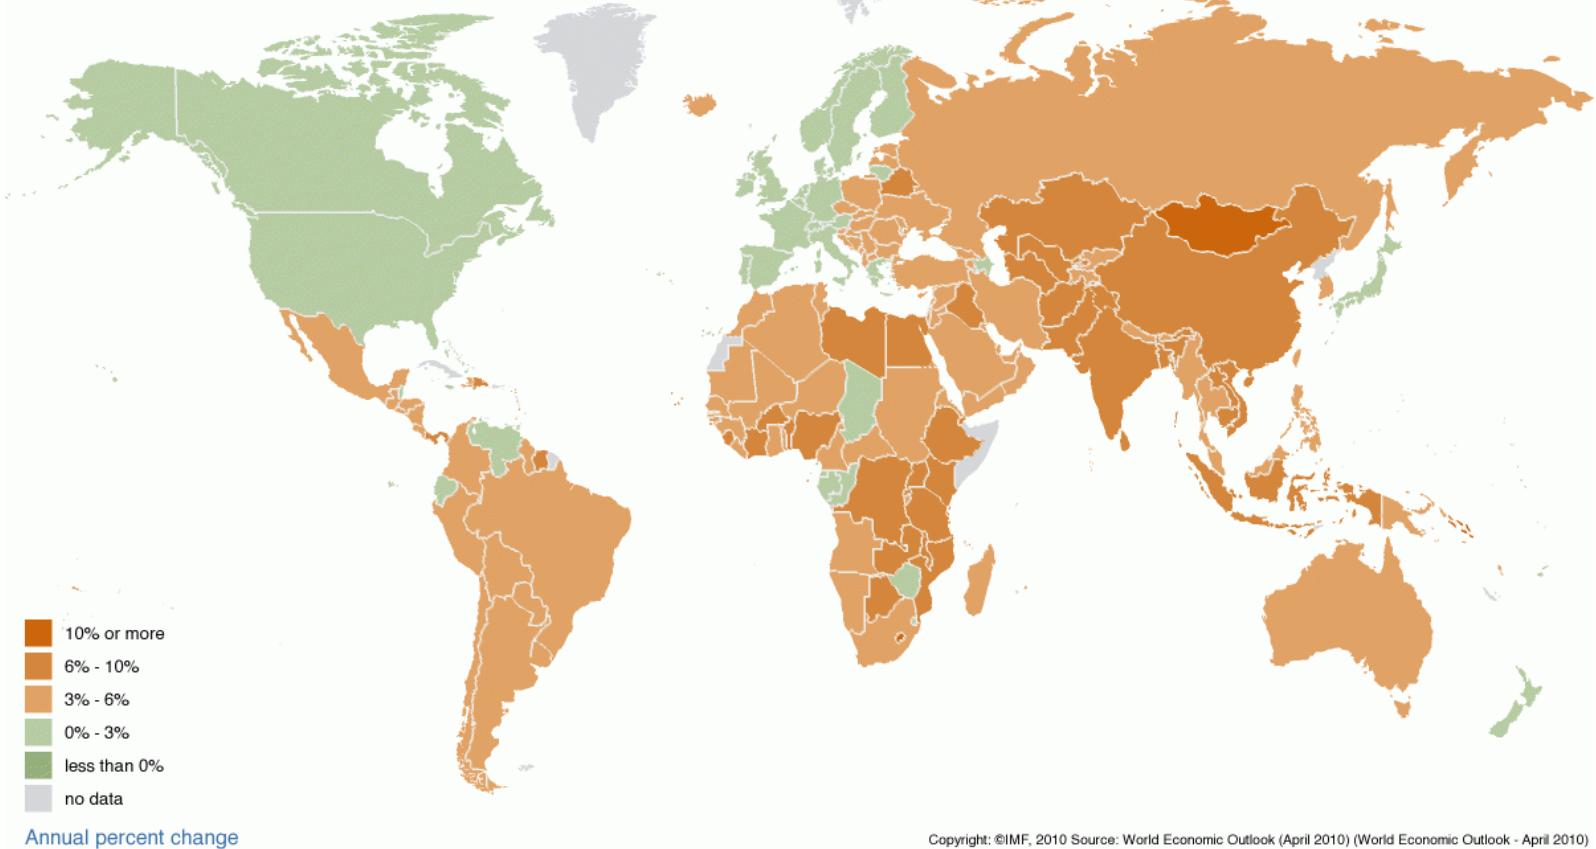 10% or more
6% - 10%
3% - 6%
0% - 3%
less than 0%
no data
Annual percent change
Copyright: ©IMF, 2010 Source: World Economic Outlook (April 2010) (World Economic Outlook - April 2010)